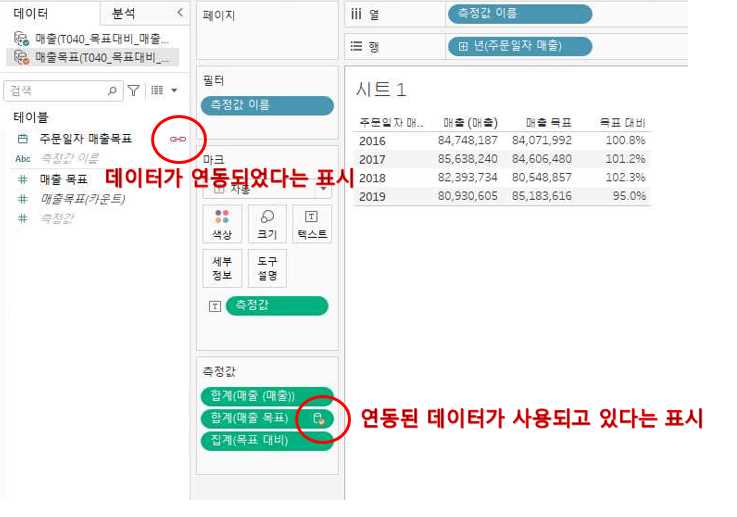 데이터
분석
매출(T040_목표대비_매출...
매출목표(T040_목표대비_...
검색
테이블
주문일자 매출목표
Abc 측정값 이름
매출 목표
매출목표(카운트)
측정값
페이지
필터
측정값 이름
마크
자동
색상
크기
텍스트
세부
정보
도구
설명
측정값
측정값
합계(매출 (매출))
합계(매출 목표)
집계(목표 대비)
열
측정값 이름
행
년(주문일자 매출)
시트 1
주문일자 매.. 매출 (매출) 매출 목표 목표 대비
2016 84,748,187 84,071,992 100.8%
2017 85,638,240 84,606,480 101.2%
2018 82,393,734 80,548,857 102.3%
2019 80,930,605 85,183,616 95.0%
데이터가 연동되었다는 표시
연동된 데이터가 사용되고 있다는 표시